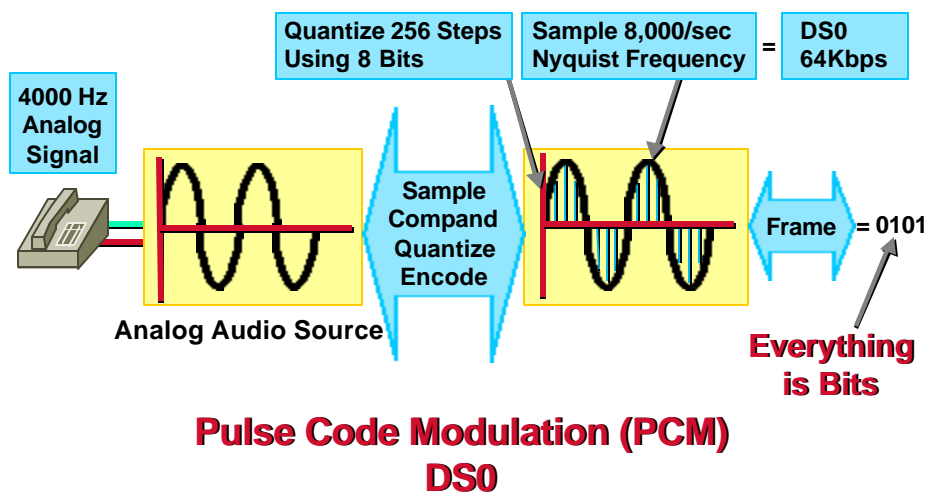 Quantize 256 Steps
Using 8 Bits
Sample 8,000/sec
Nyquist Frequency
=
DS0
64Kbps
4000 Hz
Analog
Signal
Sample
Compand
Quantize
Encode
Frame
= 0101
Analog Audio Source
Everything
is Bits
Pulse Code Modulation (PCM)
DS0